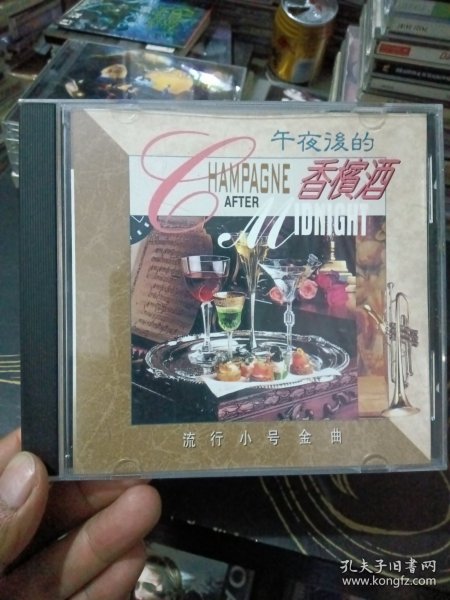 午夜後的
CHAMPAGNE
香檳酒
AFTER
MIDNIGHT
流行小号金曲
孔夫子旧书网
www.kongfz.com